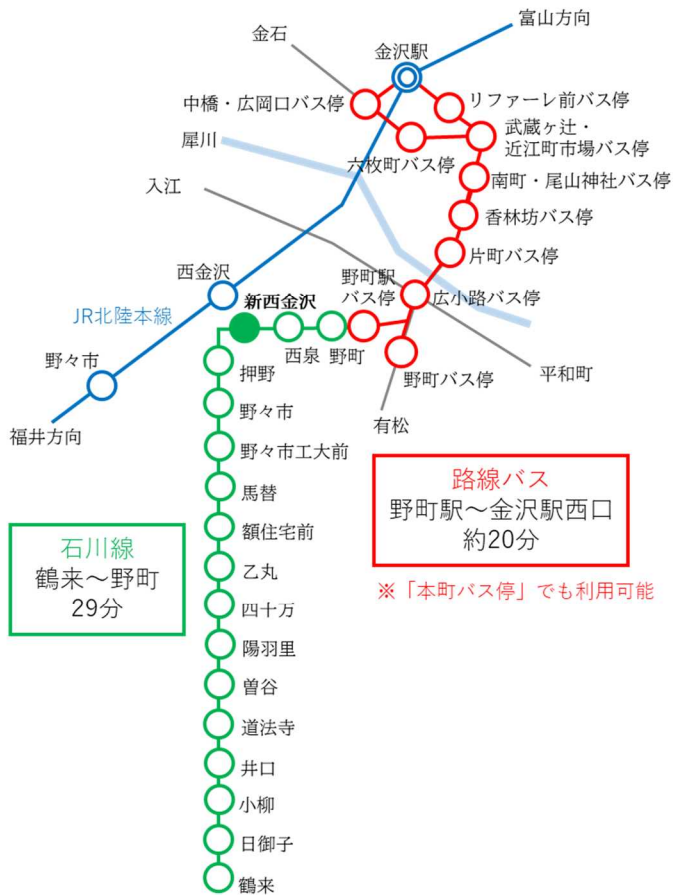 富山方向
金石
金沢駅
中橋・広岡口バス停
リファーレ前バス停
武蔵ヶ辻・
近江町市場バス停
犀川
六枚町バス停
南町・尾山神社バス停
入江
香林坊バス停
片町バス停
西金沢
野町駅
バス停
広小路バス停
新西金沢
JR北陸本線
西泉
野町
野々市
押野
野町バス停
平和町
福井方向
野々市
有松
野々市工大前
馬替
額住宅前
乙丸
四十万
陽羽里
曽谷
道法寺
井口
小柳
日御子
鶴来
石川線
鶴来～野町
29分
路線バス
野町駅～金沢駅西口
約20分
※「本町バス停」でも利用可能